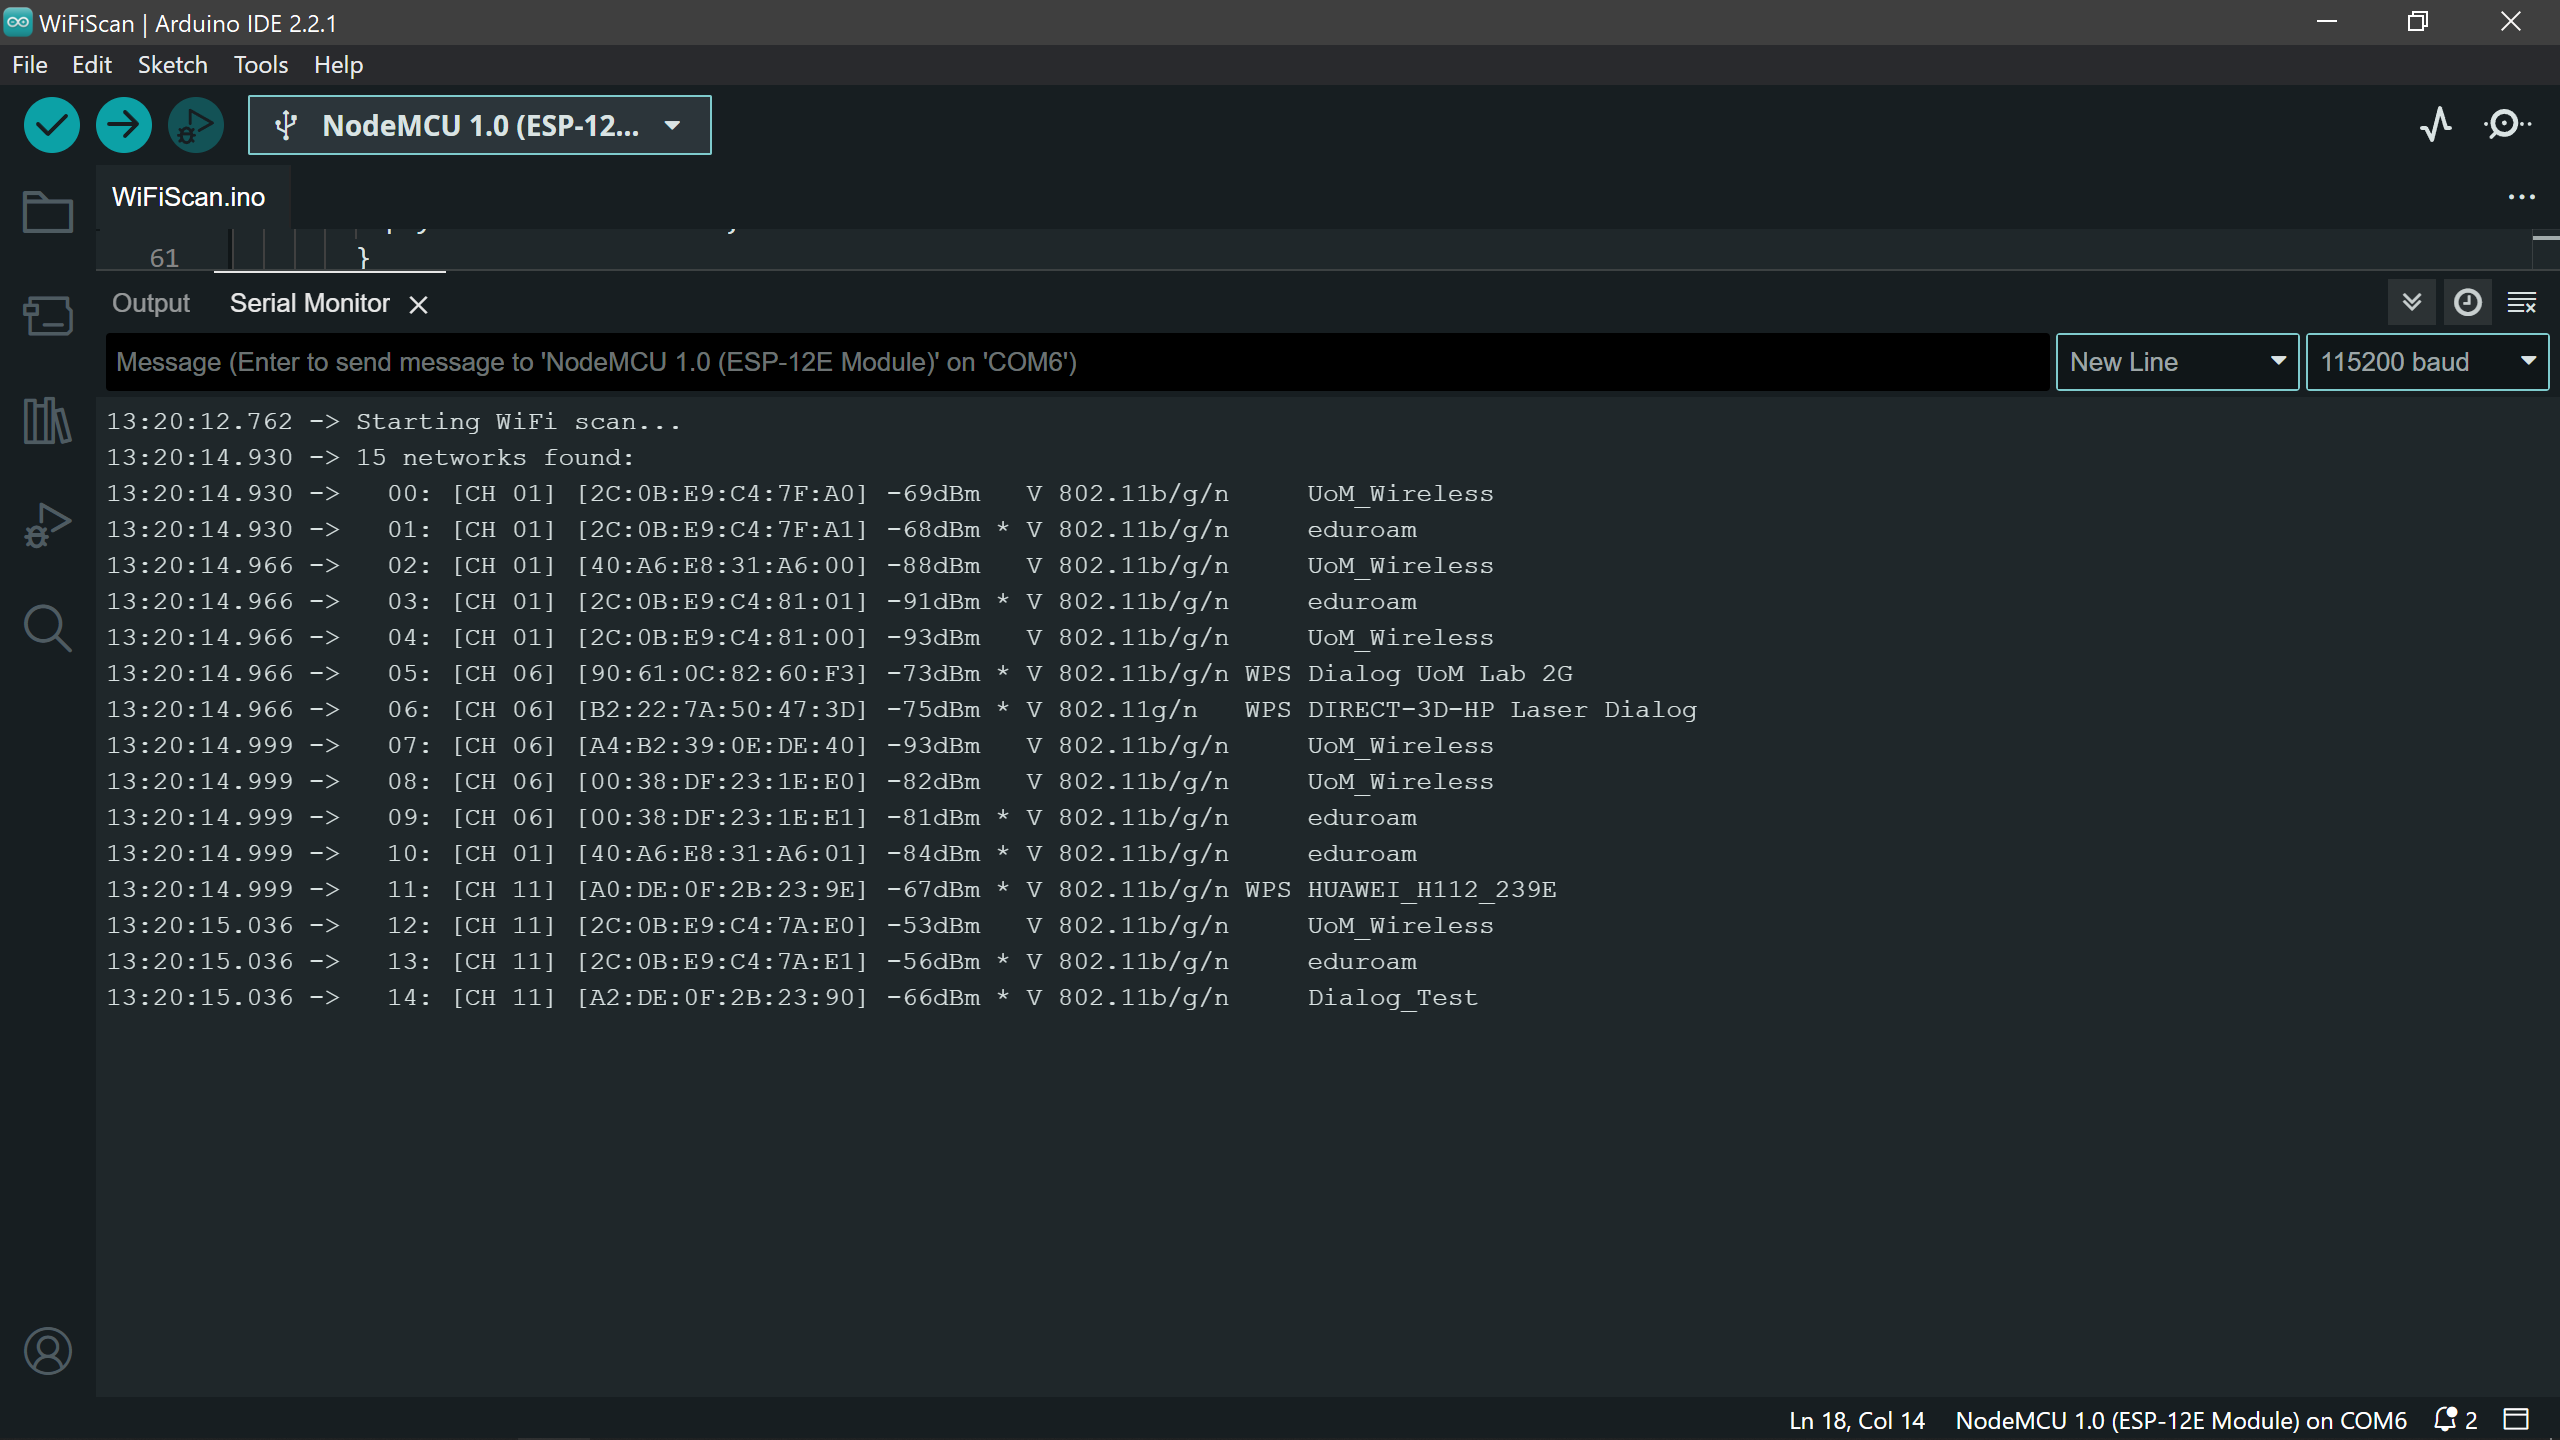 WiFiScan | Arduino IDE 2.2.1
File Edit Sketch Tools Help
NodeMCU 1.0 (ESP-12...
WiFiScan.ino
61 }
Output Serial Monitor
Message (Enter to send message to 'NodeMCU 1.0 (ESP-12E Module)' on 'COM6') New Line 115200 baud
13:20:12.762 -> Starting WiFi scan...
13:20:14.930 -> 15 networks found:
13:20:14.930 ->   00: [CH 01] [2C:0B:E9:C4:7F:A0] -69dBm   V 802.11b/g/n     UoM_Wireless
13:20:14.930 ->   01: [CH 01] [2C:0B:E9:C4:7F:A1] -68dBm * V 802.11b/g/n     eduroam
13:20:14.966 ->   02: [CH 01] [40:A6:E8:31:A6:00] -88dBm   V 802.11b/g/n     UoM_Wireless
13:20:14.966 ->   03: [CH 01] [2C:0B:E9:C4:81:01] -91dBm * V 802.11b/g/n     eduroam
13:20:14.966 ->   04: [CH 01] [2C:0B:E9:C4:81:00] -93dBm   V 802.11b/g/n     UoM_Wireless
13:20:14.966 ->   05: [CH 06] [90:61:0C:82:60:F3] -73dBm * V 802.11b/g/n WPS Dialog UoM Lab 2G
13:20:14.966 ->   06: [CH 06] [B2:22:7A:50:47:3D] -75dBm * V 802.11g/n   WPS DIRECT-3D-HP Laser Dialog
13:20:14.999 ->   07: [CH 06] [A4:B2:39:0E:DE:40] -93dBm   V 802.11b/g/n     UoM_Wireless
13:20:14.999 ->   08: [CH 06] [00:38:DF:23:1E:E0] -82dBm   V 802.11b/g/n     UoM_Wireless
13:20:14.999 ->   09: [CH 06] [00:38:DF:23:1E:E1] -81dBm * V 802.11b/g/n     eduroam
13:20:14.999 ->   10: [CH 01] [40:A6:E8:31:A6:01] -84dBm * V 802.11b/g/n     eduroam
13:20:14.999 ->   11: [CH 11] [A0:DE:0F:2B:23:9E] -67dBm * V 802.11b/g/n WPS HUAWEI_H112_239E
13:20:15.036 ->   12: [CH 11] [2C:0B:E9:C4:7A:E0] -53dBm   V 802.11b/g/n     UoM_Wireless
13:20:15.036 ->   13: [CH 11] [2C:0B:E9:C4:7A:E1] -56dBm * V 802.11b/g/n     eduroam
13:20:15.036 ->   14: [CH 11] [A2:DE:0F:2B:23:90] -66dBm * V 802.11b/g/n     Dialog_Test
Ln 18, Col 14 NodeMCU 1.0 (ESP-12E Module) on COM6 2